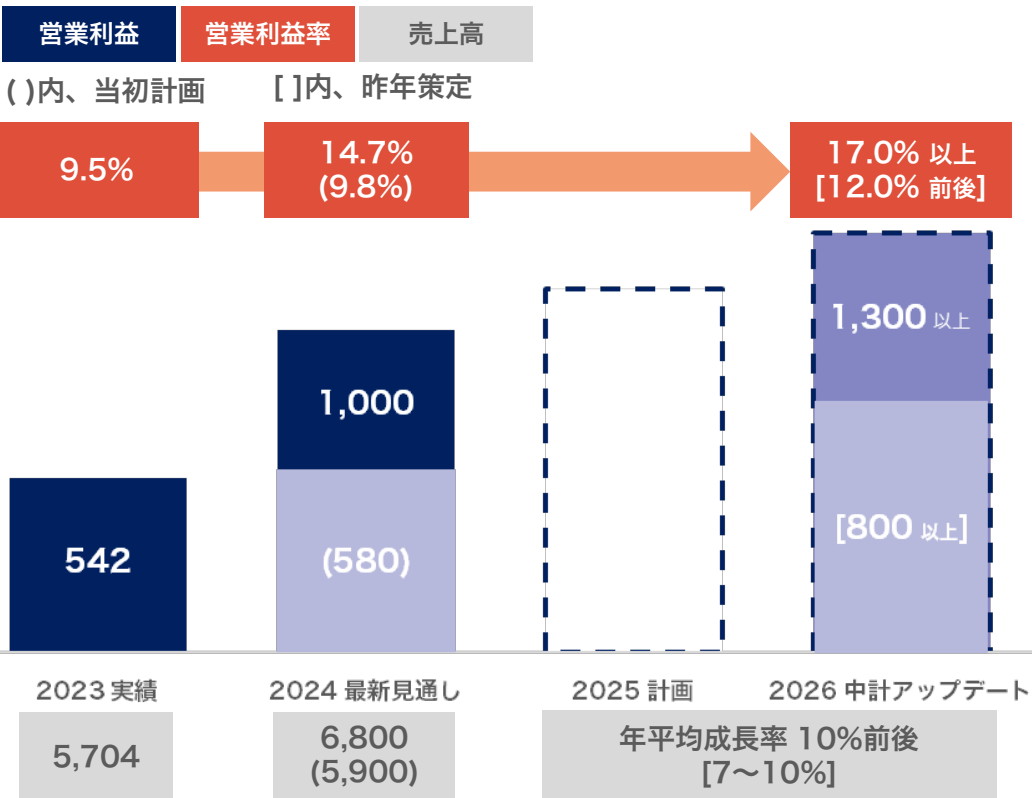 営業利益 営業利益率 売上高
( )内、当初計画 [ ]内、昨年策定
9.5%
14.7%
(9.8%)
17.0% 以上
[12.0% 前後]
542
1,000
(580)
1,300 以上
[800 以上]
2023 実績
2024 最新見通し
2025 計画
2026 中計アップデート
5,704
6,800
(5,900)
年平均成長率 10%前後
[7～10%]